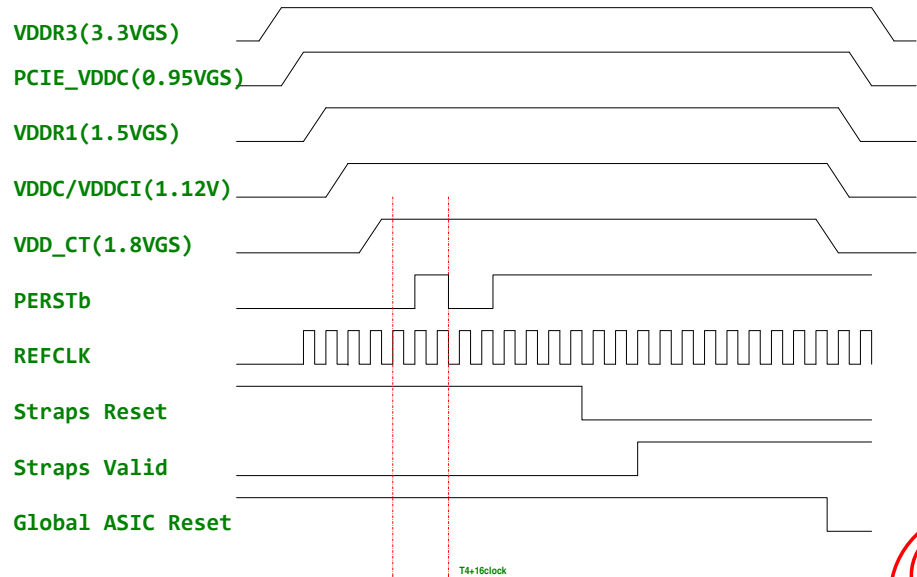 VDDR3(3.3VGS)
PCIE_VDDC(0.95VGS)
VDDR1(1.5VGS)
VDDC/VDDCI(1.12V)
VDD_CT(1.8VGS)
PERSTb
REFCLK
Straps Reset
Straps Valid
Global ASIC Reset
T4+16clock